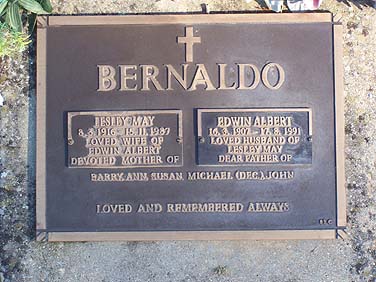 BERNALDO
LESLEY MAY
8.3.1916 - 15.11.1987
LOVED WIFE OF
EDWIN ALBERT
DEVOTED MOTHER OF
EDWIN ALBERT
16.3.1907 - 17.8.1991
LOVED HUSBAND OF
LESLEY MAY
DEAR FATHER OF
BARRY, ANN, SUSAN, MICHAEL (DEC.), JOHN
LOVED AND REMEMBERED ALWAYS